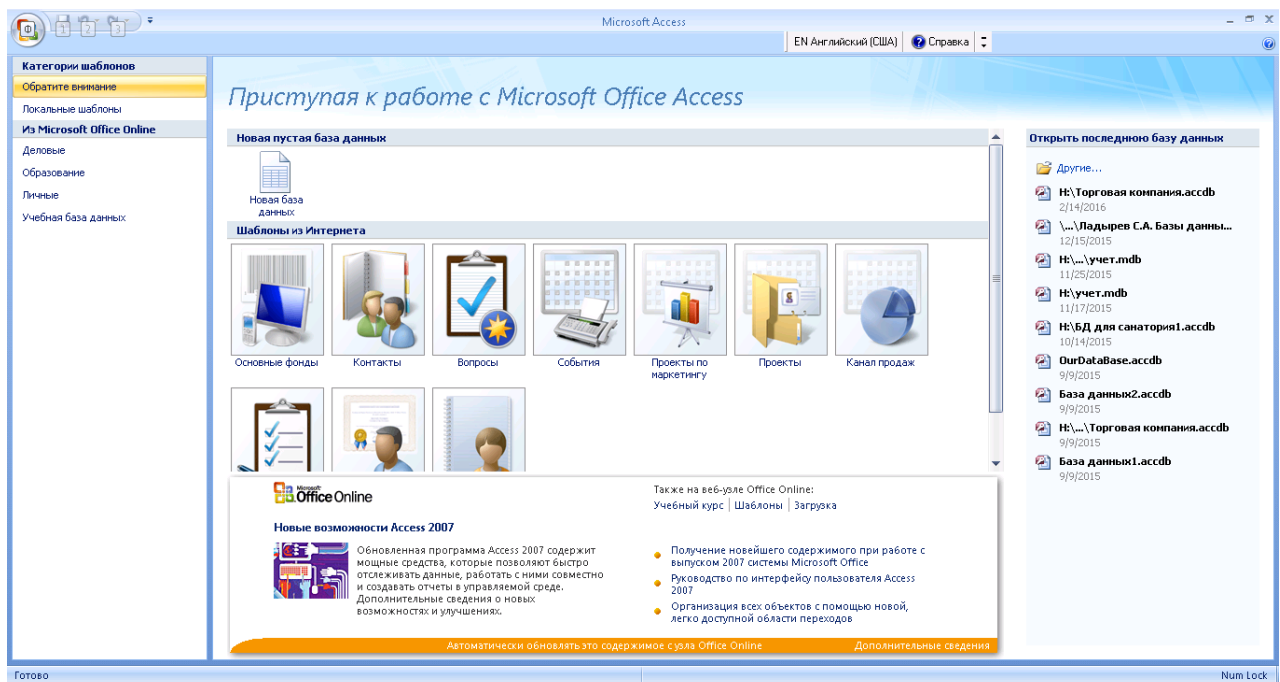 Microsoft Access
Ф
1 2 3
EN Английский (США) Справка
Категории шаблонов
Обратите внимание
Локальные шаблоны
Из Microsoft Office Online
Деловые
Образование
Личные
Учебная база данных
Приступая к работе с Microsoft Office Access
Новая пустая база данных
Новая база
данных
Шаблоны из Интернета
Основные фонды
Контакты
Вопросы
События
Проекты по
маркетингу
Проекты
Канал продаж
Открыть последнюю базу данных
Другие...
H:\Торговая компания.accdb
2/14/2016
\...\Ладырев С.А. Базы данны...
12/15/2015
H:\...\учет.mdb
11/25/2015
H:\учет.mdb
11/17/2015
H:\БД для санатория1.accdb
10/14/2015
OurDataBase.accdb
9/9/2015
База данных2.accdb
9/9/2015
H:\...\Торговая компания.accdb
9/9/2015
База данных1.accdb
9/9/2015
Microsoft
Office Online
Новые возможности Access 2007
Обновленная программа Access 2007 содержит
мощные средства, которые позволяют быстро
отслеживать данные, работать с ними совместно
и создавать отчеты в управляемой среде.
Дополнительные сведения о новых
возможностях и улучшениях.
Также на веб-узле Office Online:
Учебный курс | Шаблоны | Загрузка
Получение новейшего содержимого при работе с
выпуском 2007 системы Microsoft Office
Руководство по интерфейсу пользователя Access
2007
Организация всех объектов с помощью новой,
легко доступной области переходов
Автоматически обновлять это содержимое с узла Office Online
Дополнительные сведения
Готово
Num Lock